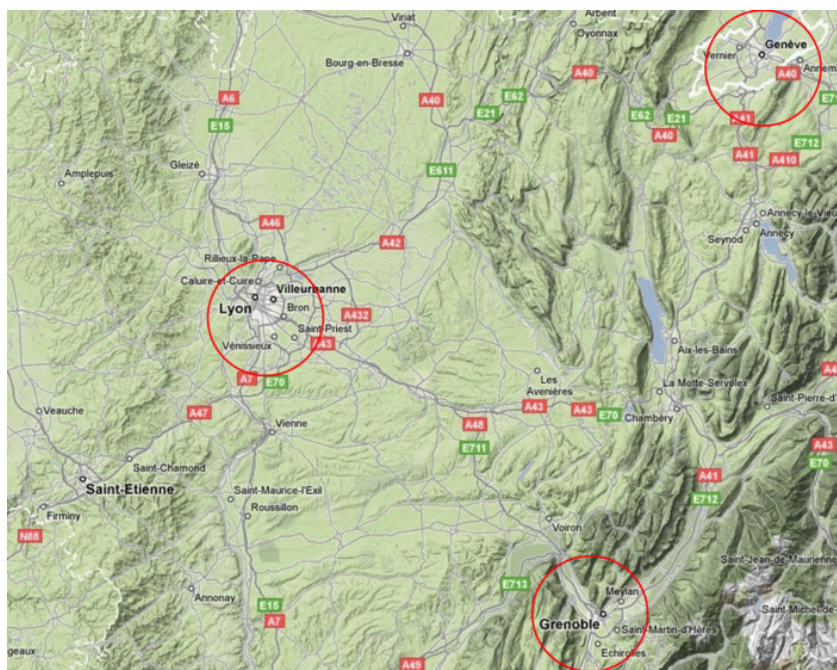 Viriat
Arbent
Oyonnax
Bourg-en-Bresse
Vernier
Genève
A40
A6
A40
E62
A40
E21
E62
E21
A40
A41
E15
E712
A41
A410
Gleizé
Amplepuis
E611
A46
A42
Seynod
Annecy
Rillieux-la-Pape
Caluire-et-Cuire
Villeurbanne
Lyon
Bron
A432
Saint-Priest
Vénissieux
A43
Aix-les-Bains
A7
E70
Les
Avenières
La Motte-Servolex
Veauche
A47
A43
A43
E70
Chambéry
Vienne
A48
E711
A43
E70
Saint-Chamond
Saint-Etienne
A41
E712
Saint-Maurice-l'Exil
Roussillon
Firminy
Voiron
N88
Saint-Jean-de-Maurienne
E713
Annonay
Meylan
E15
A7
Grenoble
Saint-Martin-d'Hères
Echirolles
A49